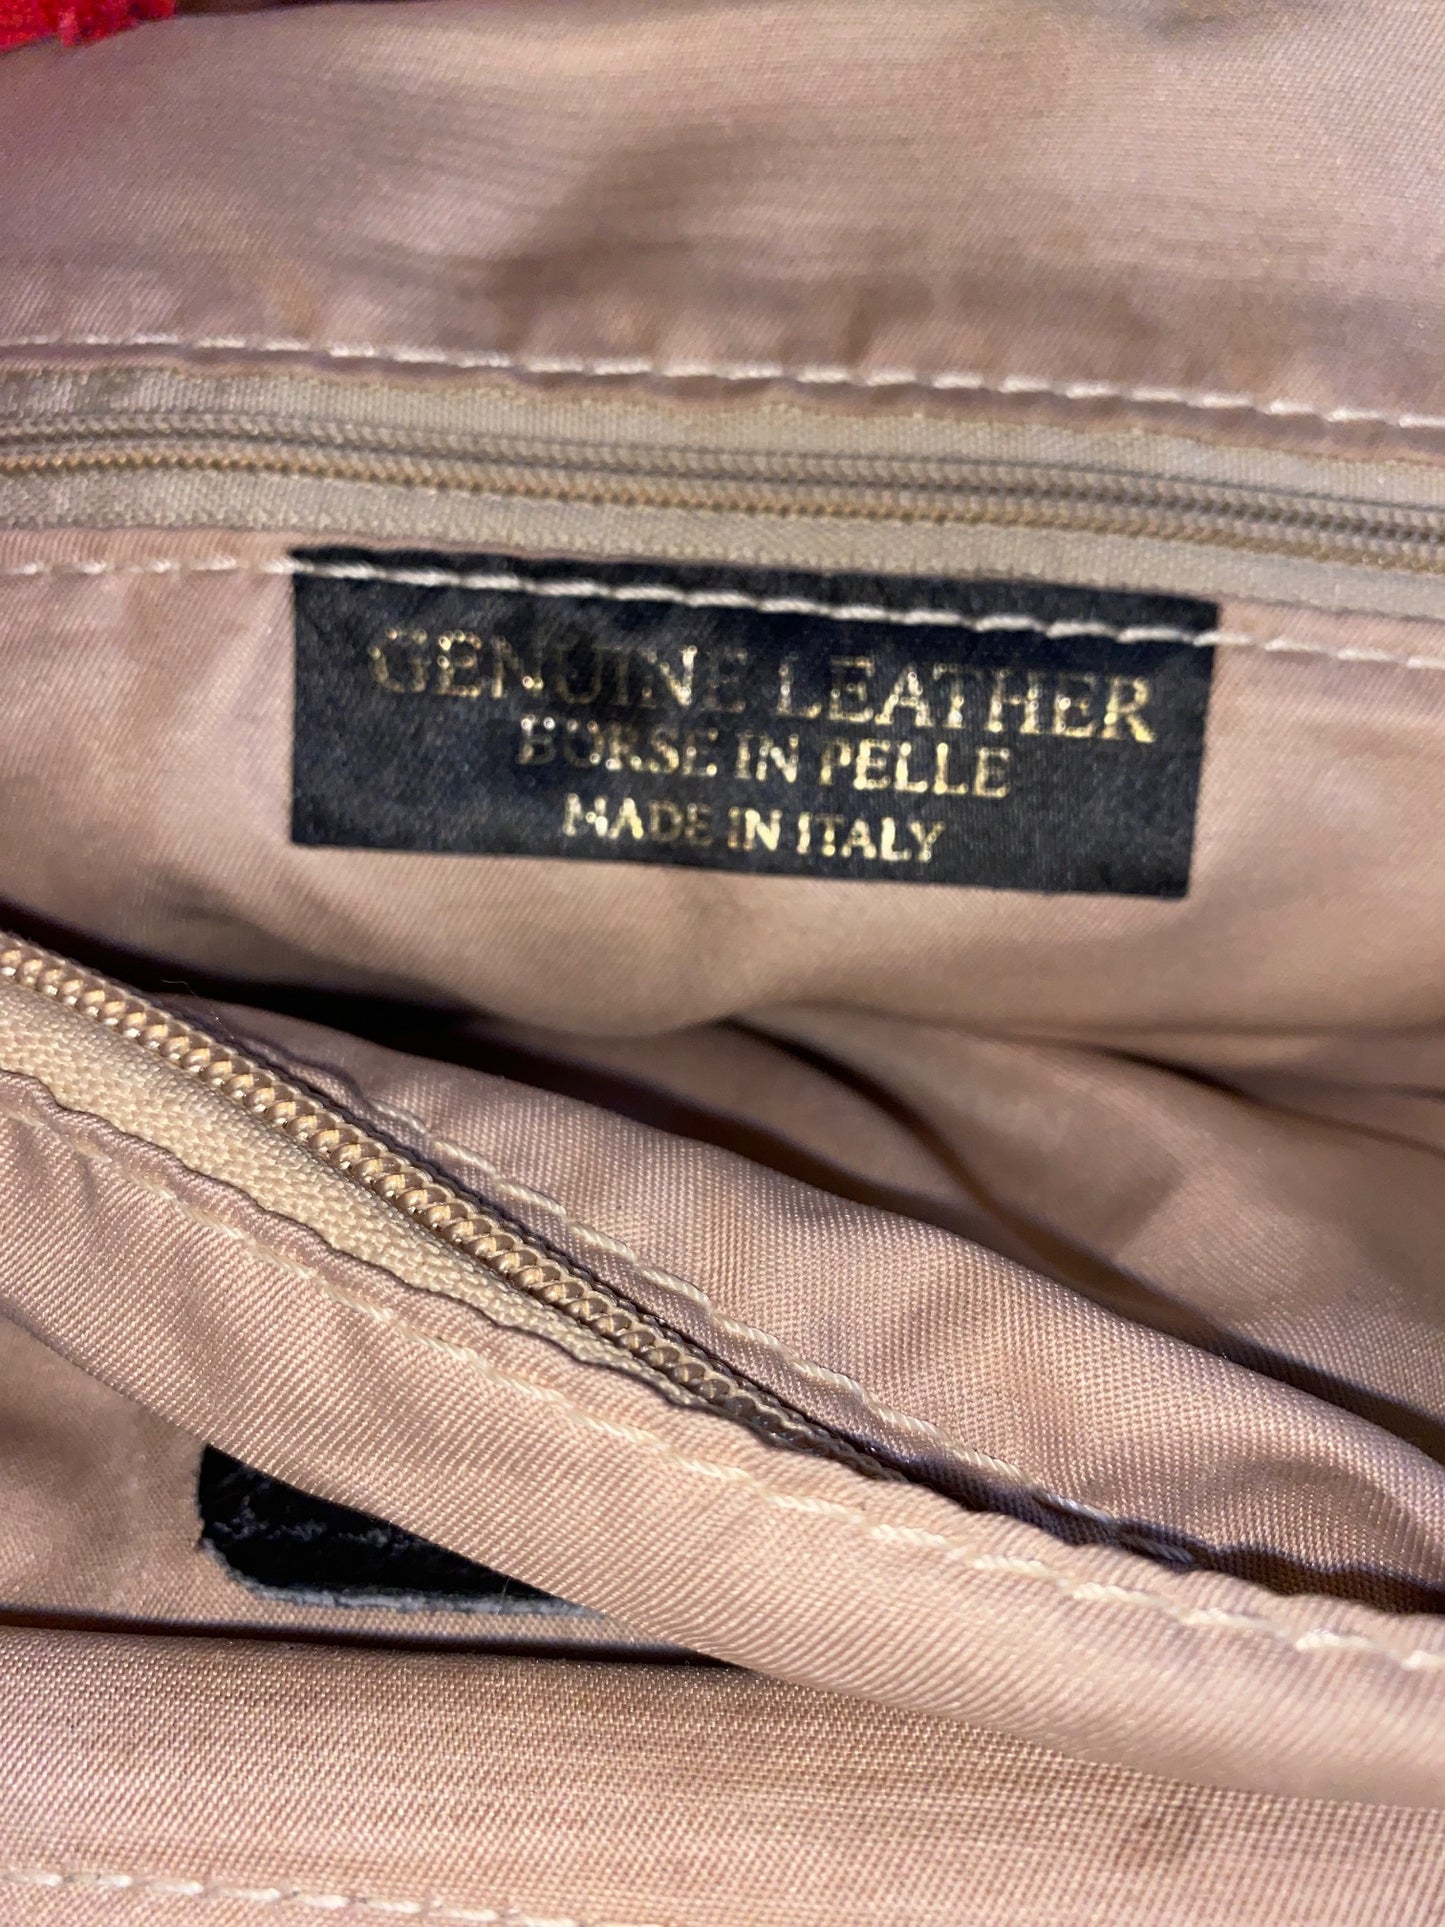 GENUINE LEATHER
BORSE IN PELLE
MADE IN ITALY